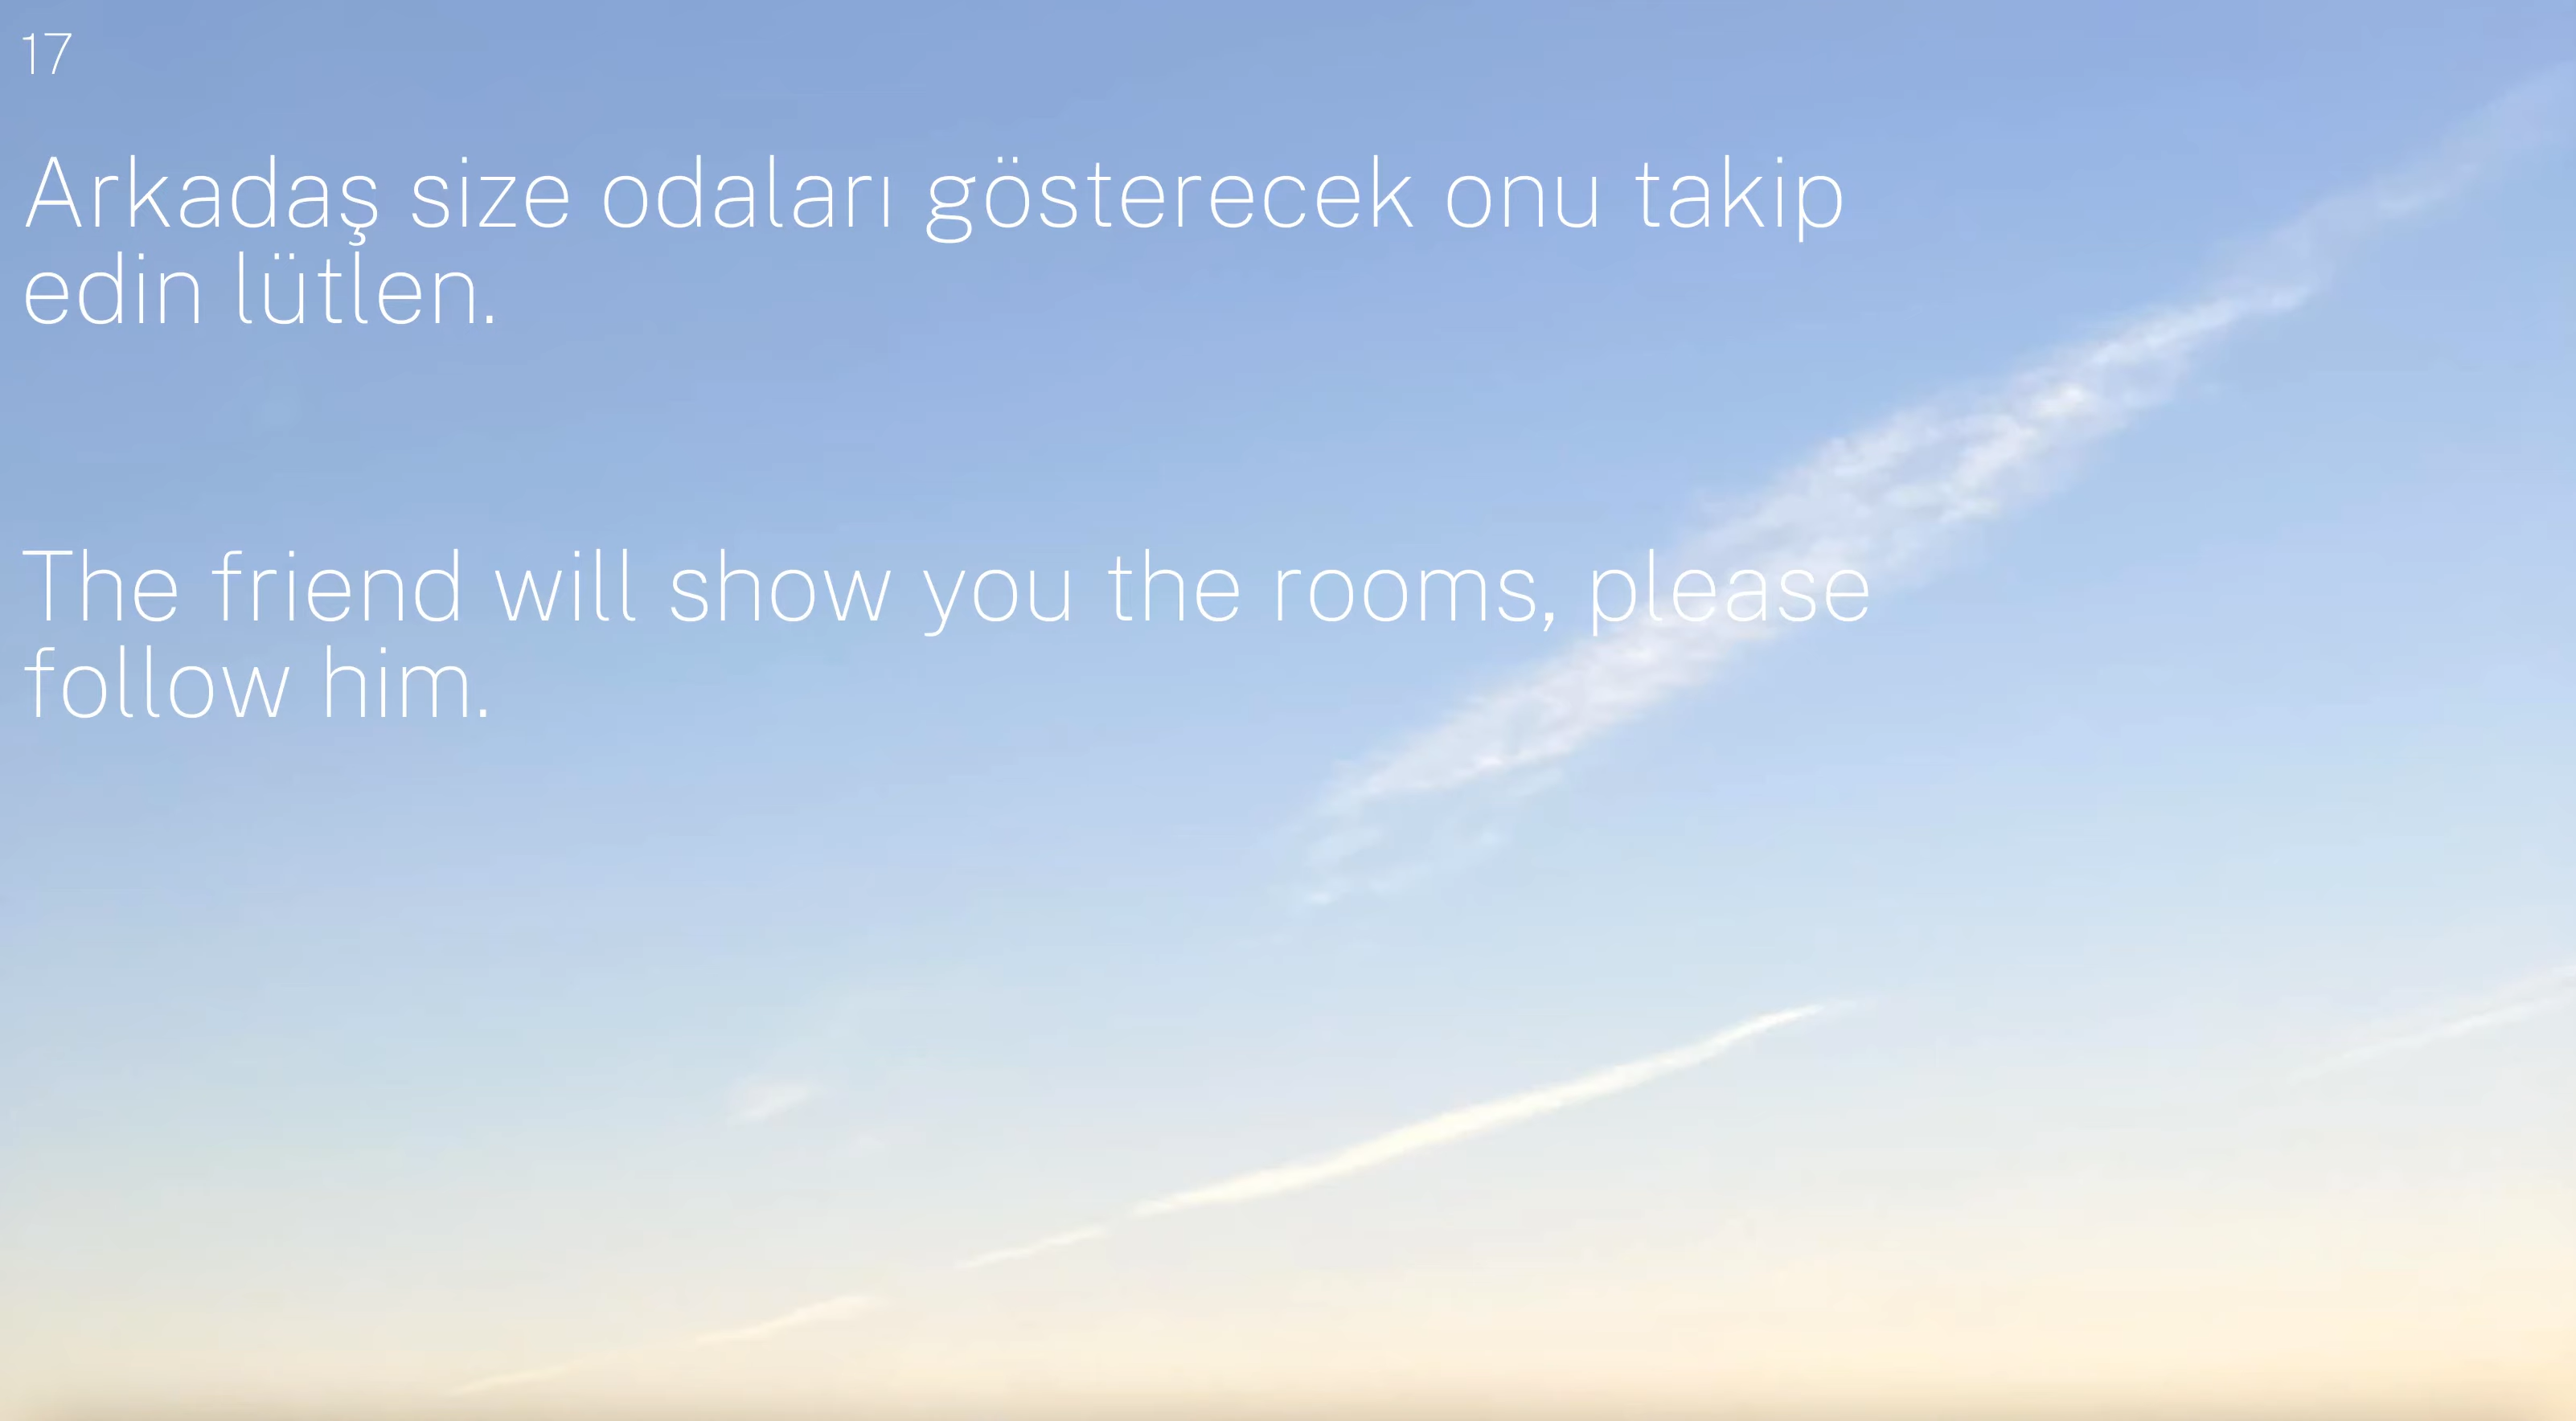 17
Arkadaş size odaları gösterecek onu takip
edin lütlen.
The friend will show you the rooms, please
follow him.